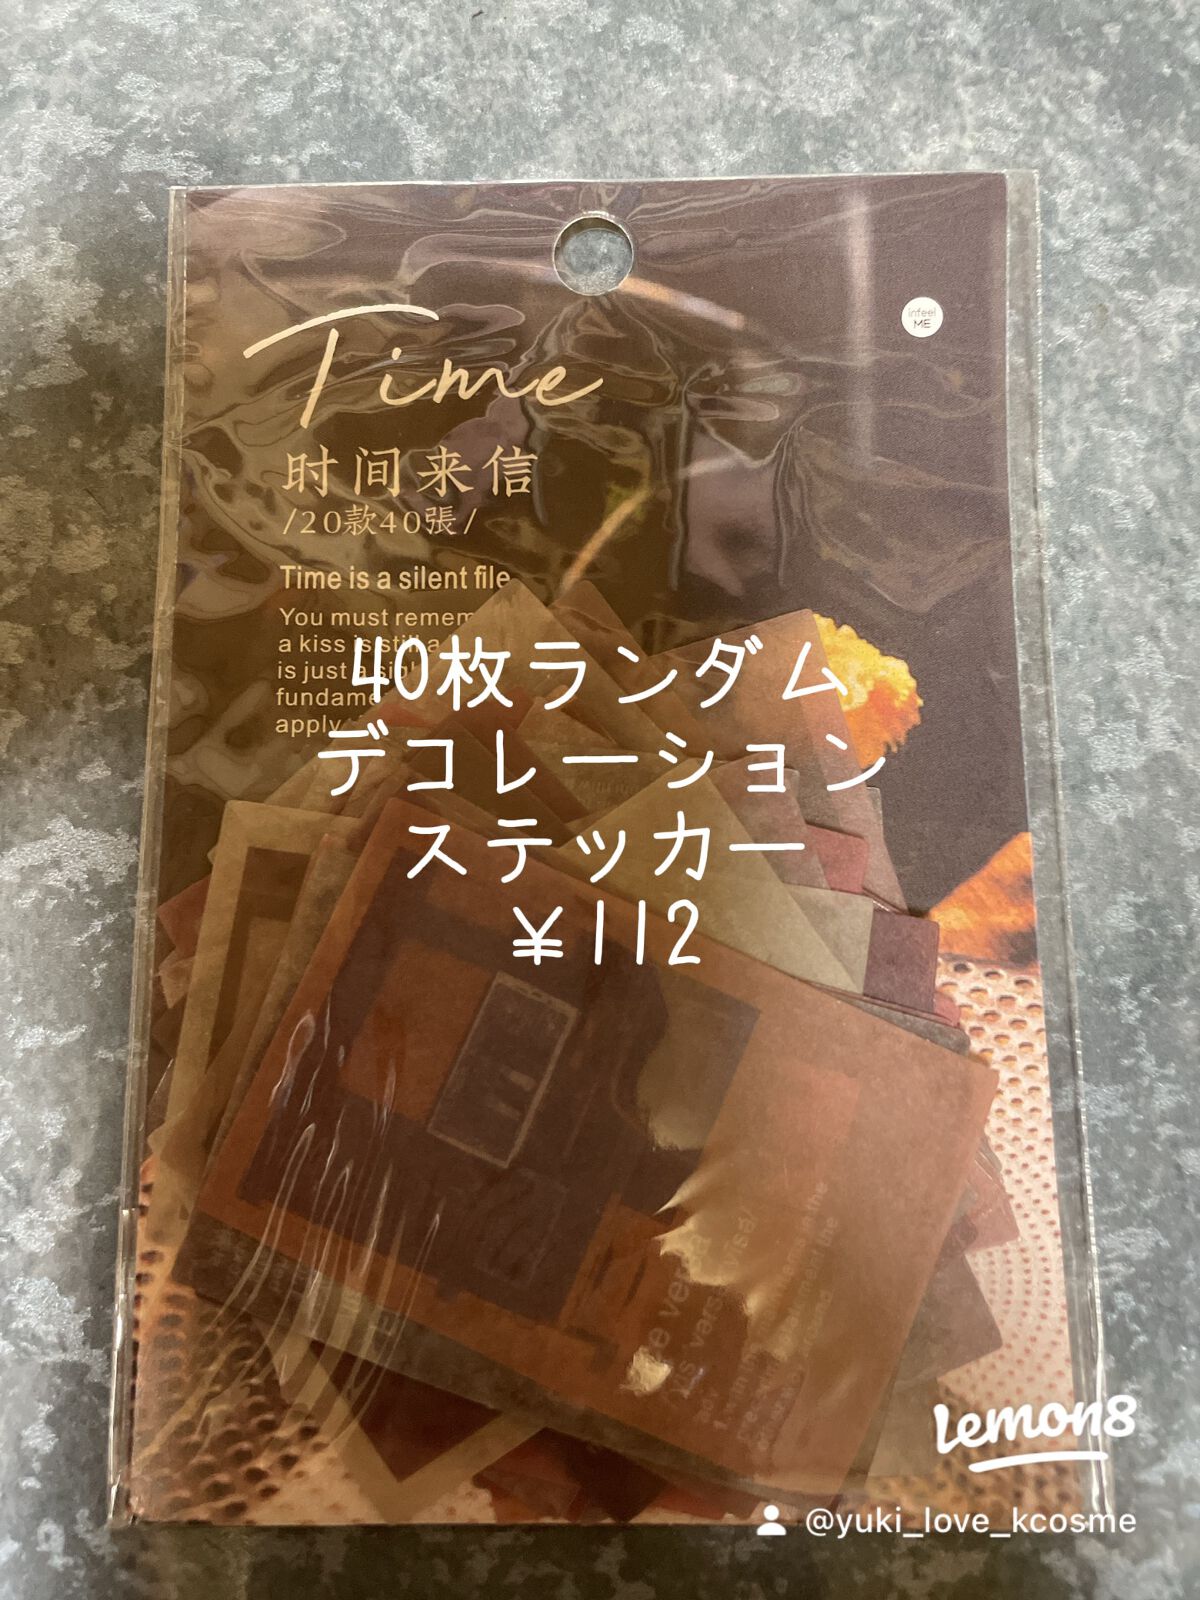 infeel
ME
Time
时间来信
/20款40張/
Time is a silent file
You must remem
a kiss is still a
is just a sigh
fundame
apply
40枚ランダム
デコレーション
ステッカー
¥112
Lemon8
@yuki_love_kcosme